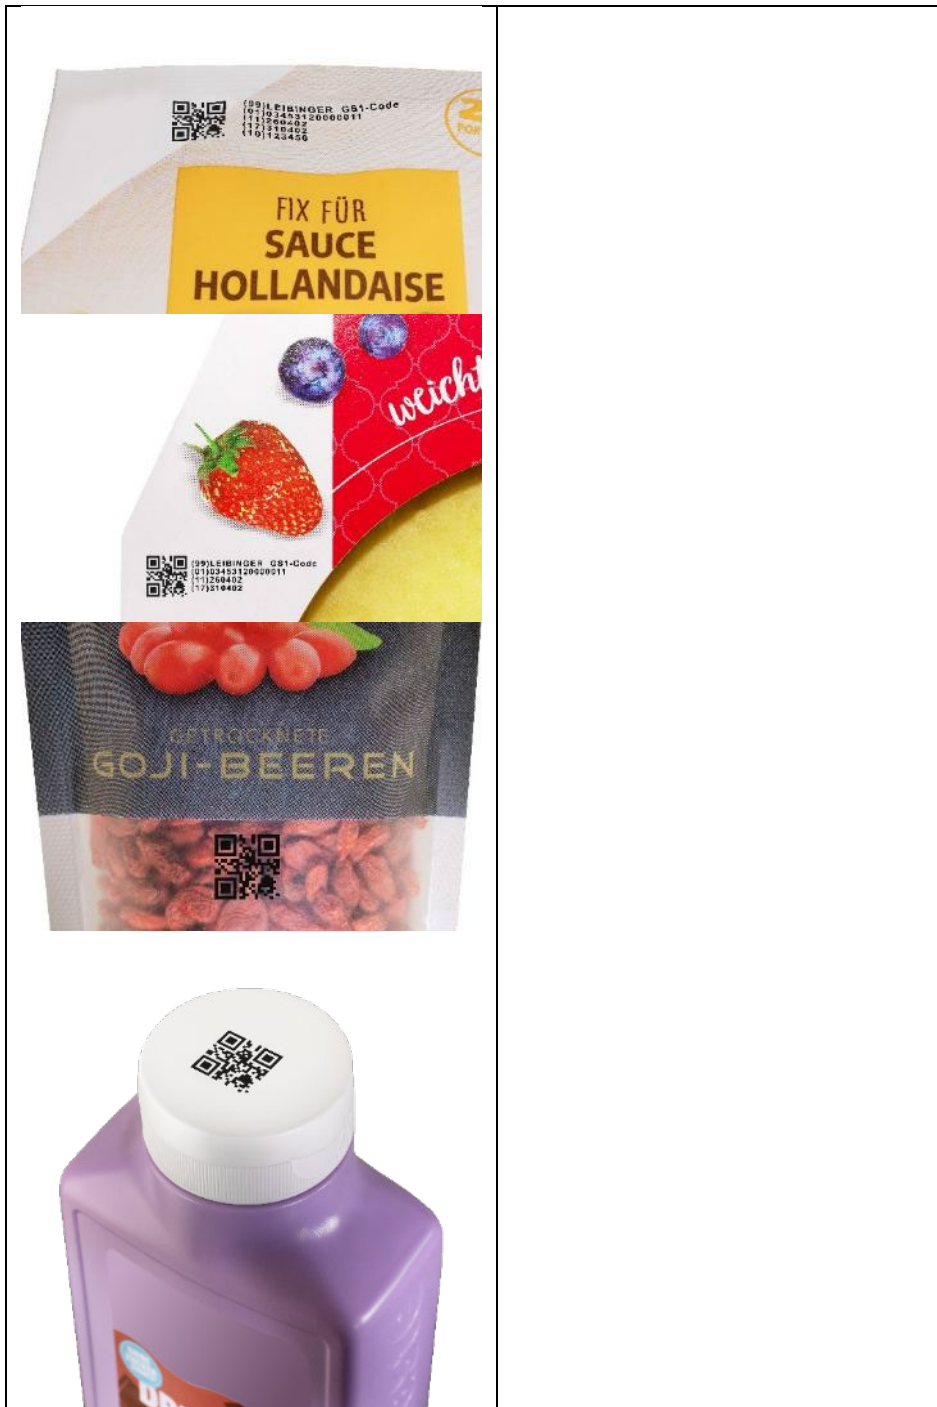 (99)LEIBINGER GS1-Code
(01)03453120000011
(11)260402
(17)310402
(10)123456
FIX FÜR
SAUCE
HOLLANDAISE
(99)LEIBINGER GS1-Code
(01)03453120000011
(11)260402
(17)310402
GETROCKNETE
GOJI-BEEREN